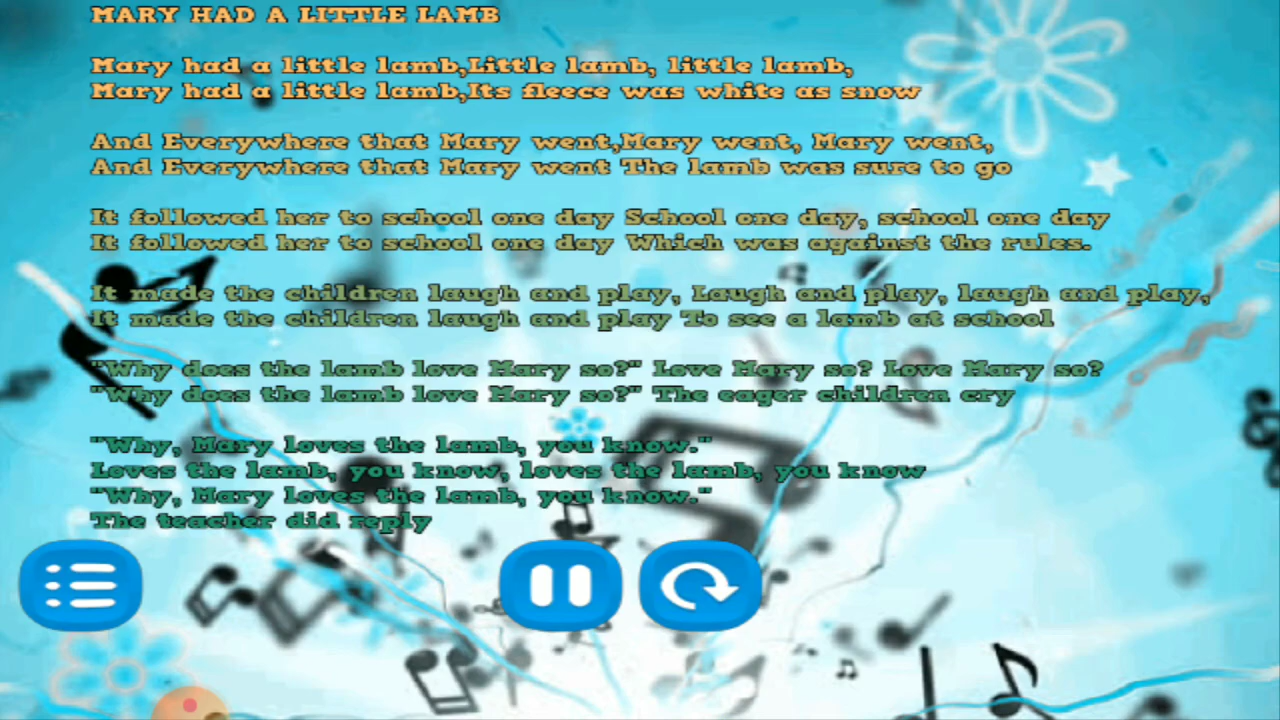 MARY HAD A LITTLE LAMB
Mary had a little lamb,Little lamb, little lamb,
Mary had a little lamb,Its fleece was white as snow
And Everywhere that Mary went,Mary went, Mary went,
And Everywhere that Mary went The lamb was sure to go
It followed her to school one day School one day, school one day
It followed her to school one day Which was against the rules.
It made the children laugh and play, Laugh and play, laugh and play,
It made the children laugh and play To see a lamb at school
"Why does the lamb love Mary so?" Love Mary so? Love Mary so?
"Why does the lamb love Mary so?" The eager children cry
"Why, Mary loves the lamb, you know."
Loves the lamb, you know, loves the lamb, you know
"Why, Mary loves the lamb, you know."
The teacher did reply